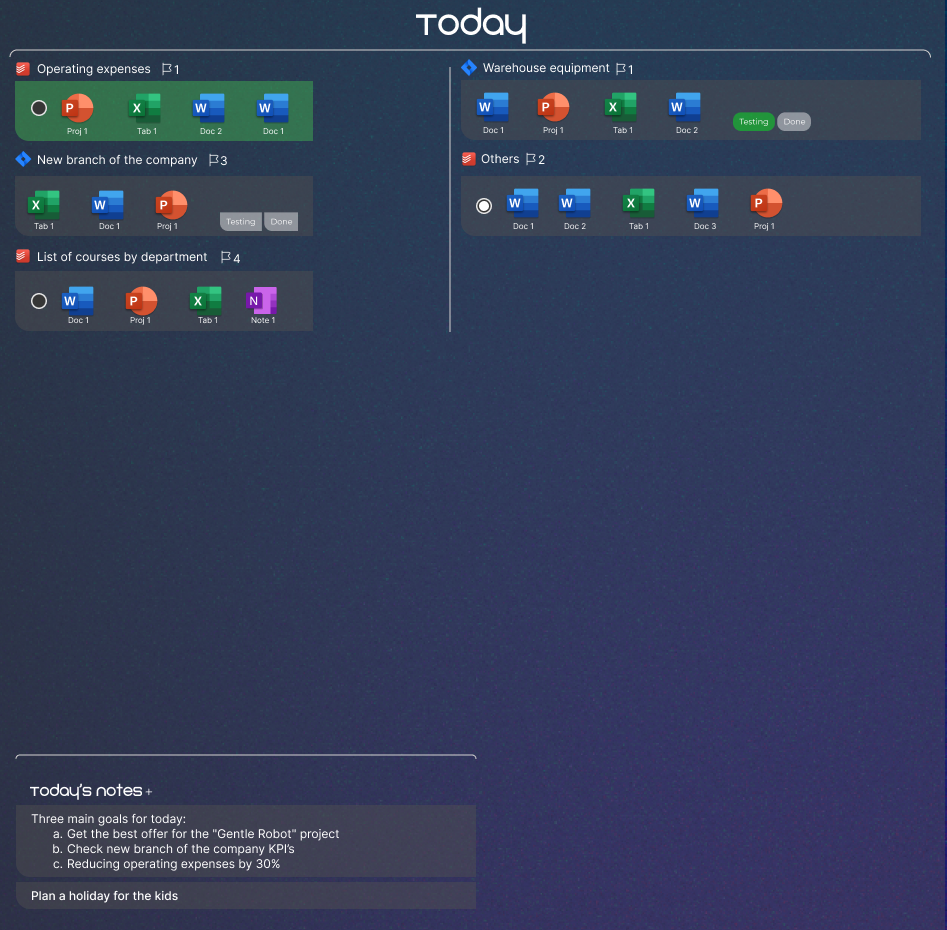 Today
Operating expenses 1
Proj 1 Tab 1 Doc 2 Doc 1
New branch of the company 3
Tab 1 Doc 1 Proj 1 Testing Done
List of courses by department 4
Doc 1 Proj 1 Tab 1 Note 1
Warehouse equipment 1
Doc 1 Proj 1 Tab 1 Doc 2 Testing Done
Others 2
Doc 1 Doc 2 Tab 1 Doc 3 Proj 1
Today's notes +
Three main goals for today:
a. Get the best offer for the "Gentle Robot" project
b. Check new branch of the company KPI's
c. Reducing operating expenses by 30%
Plan a holiday for the kids